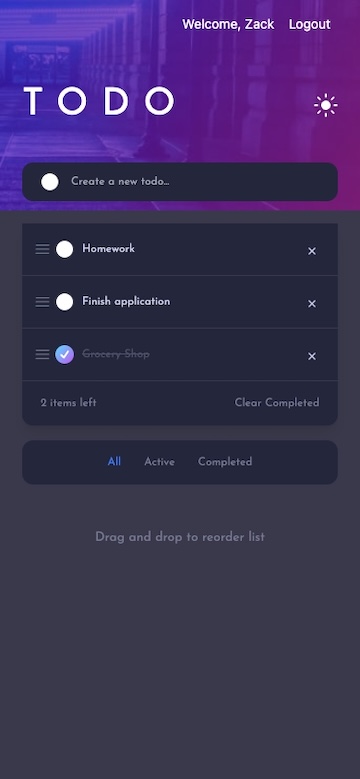 Welcome, Zack Logout
TODO
Create a new todo...
Homework
Finish application
Grocery Shop
2 items left Clear Completed
All Active Completed
Drag and drop to reorder list